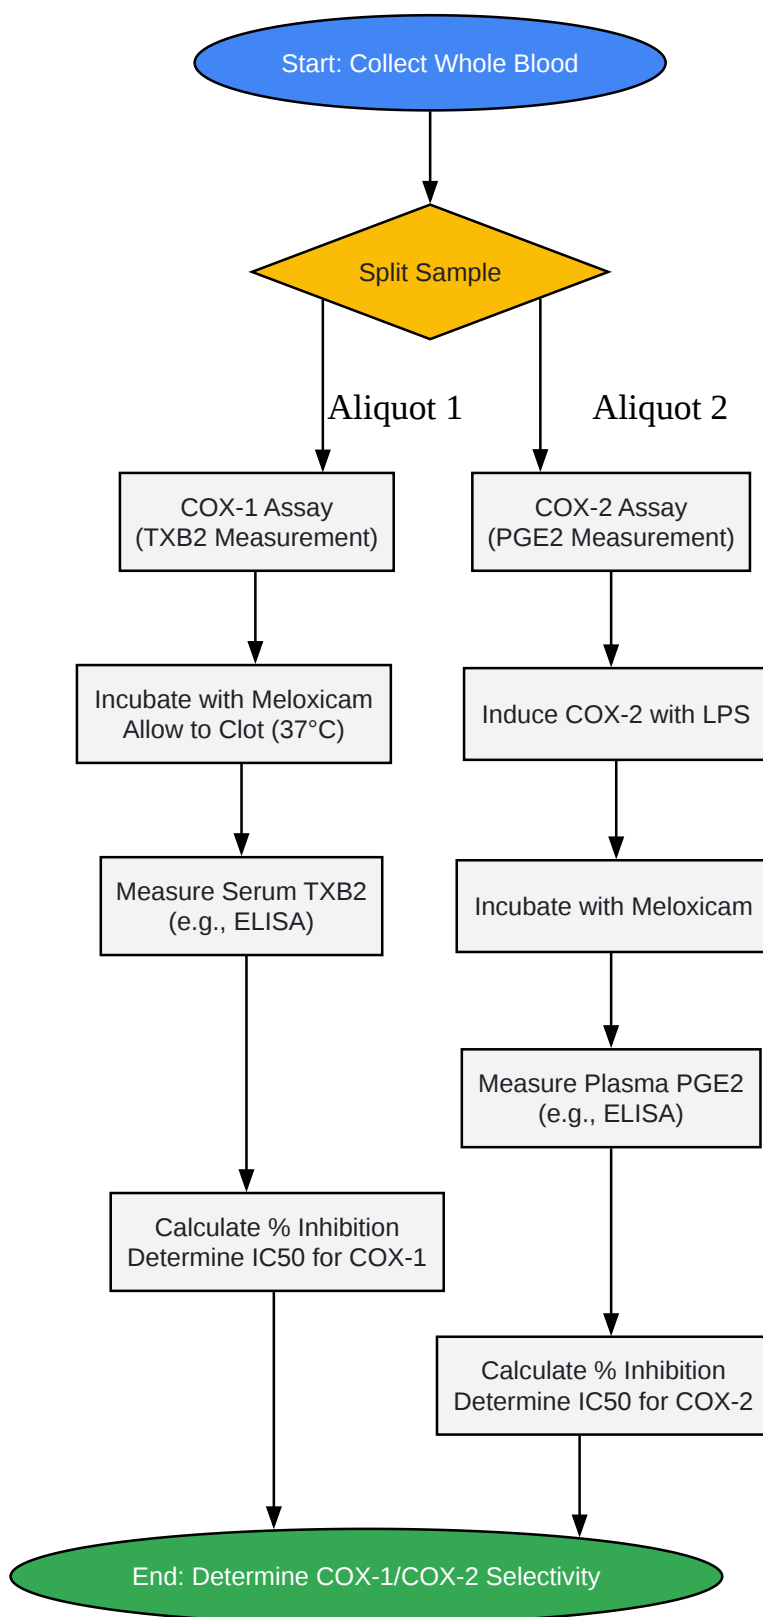 Start: Collect Whole Blood
Split Sample
Aliquot 1
Aliquot 2
COX-1 Assay
(TXB2 Measurement)
COX-2 Assay
(PGE2 Measurement)
Incubate with Meloxicam
Allow to Clot (37°C)
Induce COX-2 with LPS
Measure Serum TXB2
(e.g., ELISA)
Incubate with Meloxicam
Measure Plasma PGE2
(e.g., ELISA)
Calculate % Inhibition
Determine IC50 for COX-1
Calculate % Inhibition
Determine IC50 for COX-2
End: Determine COX-1/COX-2 Selectivity